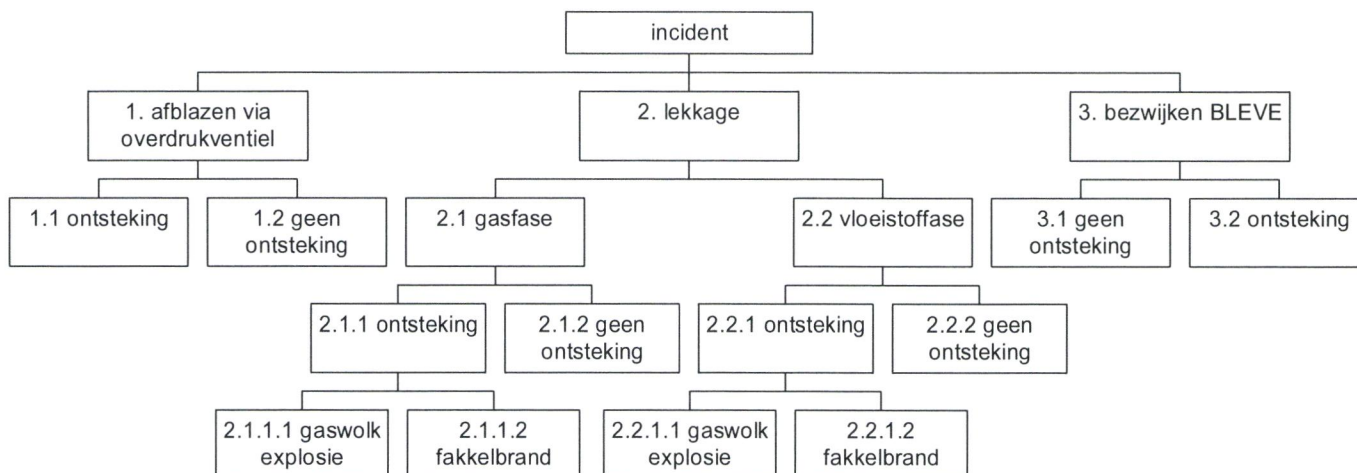 incident
1. afblazen via
overdrukventiel
2. lekkage
3. bezwijken BLEVE
1.1 ontsteking
1.2 geen
ontsteking
2.1 gasfase
2.2 vloeistoffase
3.1 geen
ontsteking
3.2 ontsteking
2.1.1 ontsteking
2.1.2 geen
ontsteking
2.2.1 ontsteking
2.2.2 geen
ontsteking
2.1.1.1 gaswolk
explosie
2.1.1.2
fakkelbrand
2.2.1.1 gaswolk
explosie
2.2.1.2
fakkelbrand